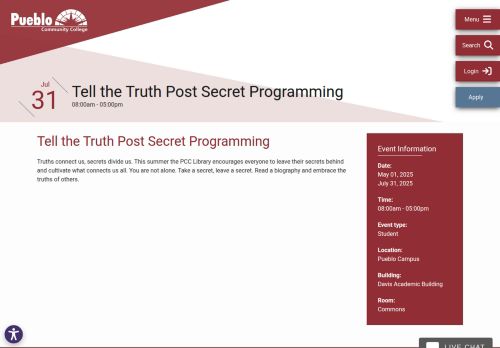 Pueblo
Community College
Menu
Search
Login
Apply
Jul
31
Tell the Truth Post Secret Programming
08:00am - 05:00pm
Tell the Truth Post Secret Programming
Truths connect us, secrets divide us. This summer the PCC Library encourages everyone to leave their secrets behind
and cultivate what connects us all. You are not alone. Take a secret, leave a secret. Read a biography and embrace the
truths of others.
Event Information
Date:
May 01, 2025
July 31, 2025
Time:
08:00am - 05:00pm
Event type:
Student
Location:
Pueblo Campus
Building:
Davis Academic Building
Room:
Commons
LIVE CHAT